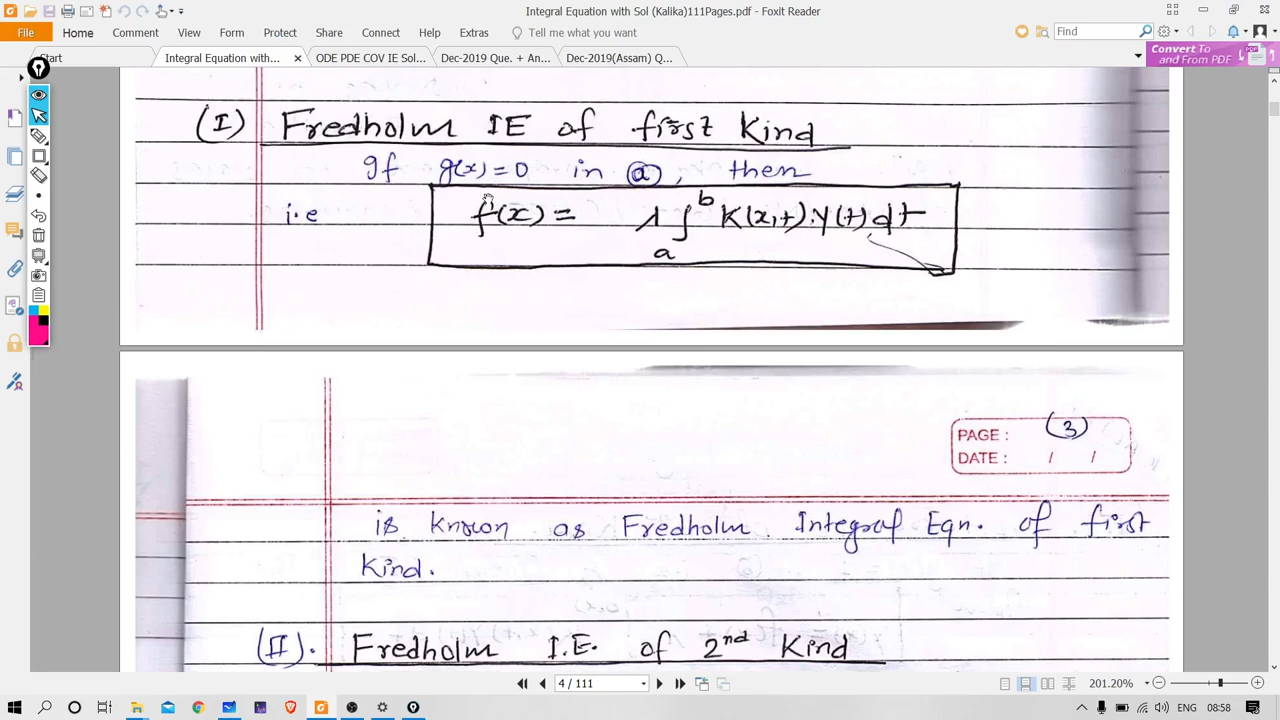 Integral Equation with Sol (Kalika)111Pages.pdf - Foxit Reader
File Home Comment View Form Protect Share Connect Help Extras Tell me what you want to do... Find
Start Integral Equation with... ODE PDE COV IE Sol... Dec-2019 Que. + An... Dec-2019(Assam) Q... Convert To
and From PDF
(I) Fredholm IE of first Kind
If g(x)=0 in (a), then
i.e f(x) = λ∫ₐᵇ K(x,t).y(t)dt
PAGE : (3)
DATE : / /
is known as Fredholm Integral Eqn. of first
Kind.
(II). Fredholm I.E. of 2nd Kind
4 / 111 201.20%
ENG 08:58